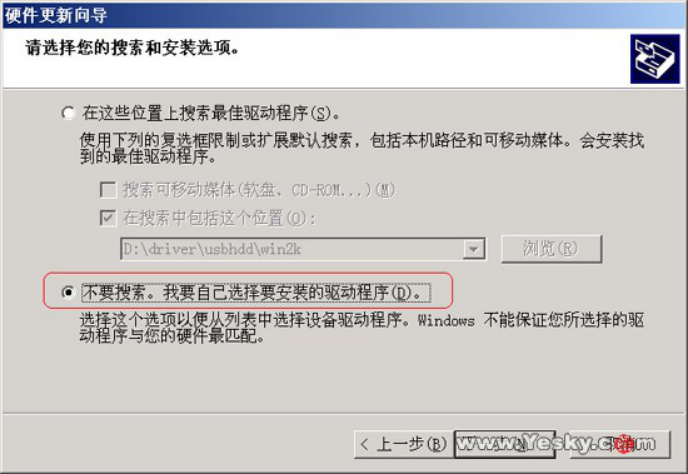 硬件更新向导
请选择您的搜索和安装选项。
在这些位置上搜索最佳驱动程序(S)。
使用下列的复选框限制或扩展默认搜索，包括本机路径和可移动媒体。会安装找
到的最佳驱动程序。
搜索可移动媒体(软盘、CD-ROM...)(M)
在搜索中包括这个位置(O):
D:\driver\usbhdd\win2k
浏览(R)
不要搜索。我要自己选择要安装的驱动程序(D)。
选择这个选项以便从列表中选择设备驱动程序。Windows 不能保证您所选择的驱
动程序与您的硬件最匹配。
< 上一步(B)
www.Yesky.com